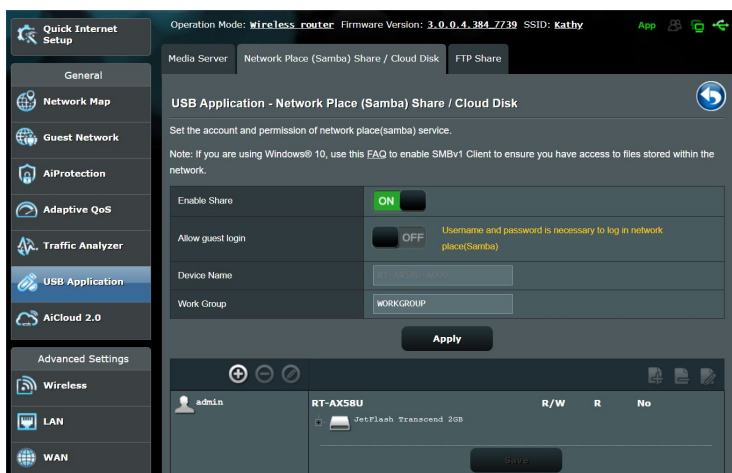 Quick Internet
Setup
Operation Mode: Wireless router Firmware Version: 3.0.0.4.384_7739 SSID: Kathy
App
Media Server
Network Place (Samba) Share / Cloud Disk
FTP Share
General
Network Map
Guest Network
AiProtection
Adaptive QoS
Traffic Analyzer
USB Application
AiCloud 2.0
Advanced Settings
Wireless
LAN
WAN
USB Application - Network Place (Samba) Share / Cloud Disk
Set the account and permission of network place(samba) service.
Note: If you are using Windows® 10, use this FAQ to enable SMBv1 Client to ensure you have access to files stored within the
network.
Enable Share
ON
Allow guest login
OFF
Username and password is necessary to log in network
place(Samba)
Device Name
Work Group
WORKGROUP
Apply
admin
RT-AX58U
R/W
R
No
JetFlash Transcend 2GB
Save